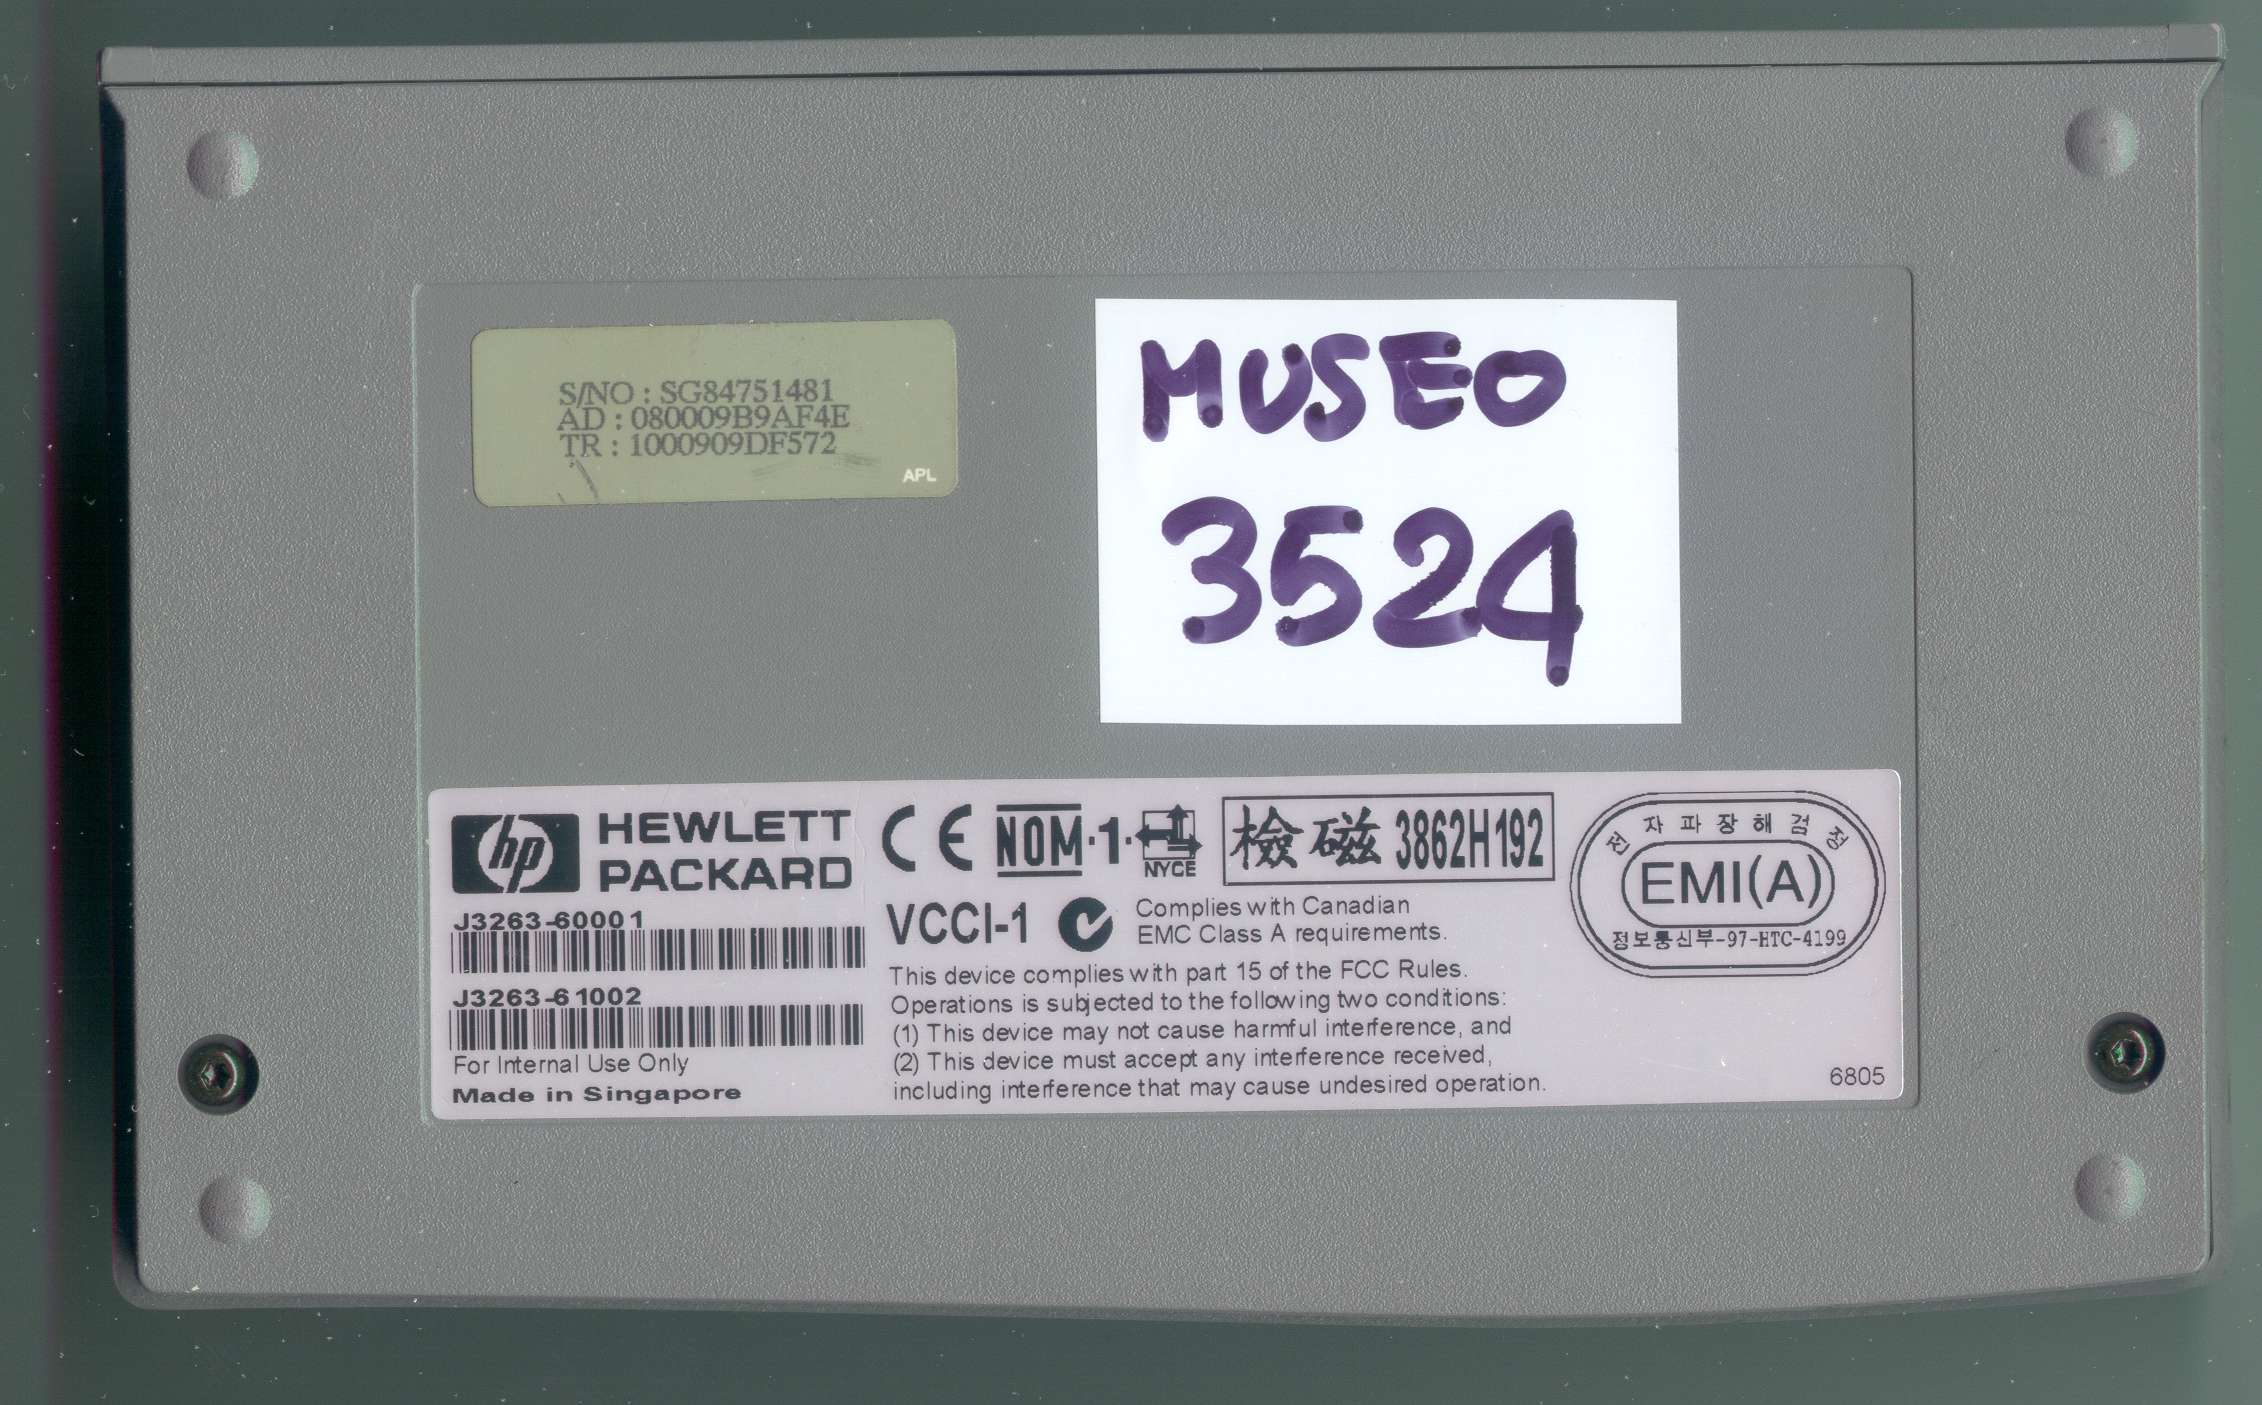 S/NO : SG84751481
AD : 080009B9AF4E
TR : 1000909DF572
APL
MUSEO
3524
hp HEWLETT
PACKARD
J3263-60001
J3263-61002
For Internal Use Only
Made in Singapore
CE NOM·1· NYCE
檢磁 3862H192
VCCI-1
Complies with Canadian
EMC Class A requirements.
This device complies with part 15 of the FCC Rules.
Operations is subjected to the following two conditions:
(1) This device may not cause harmful interference, and
(2) This device must accept any interference received,
including interference that may cause undesired operation.
전자파장해검정
EMI(A)
정보통신부-97-HTC-4199
6805